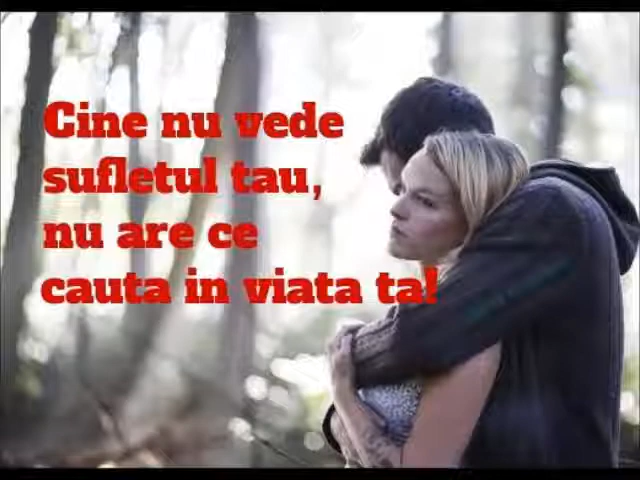 Cine nu vede
sufletul tau,
nu are ce
cauta in viata ta!